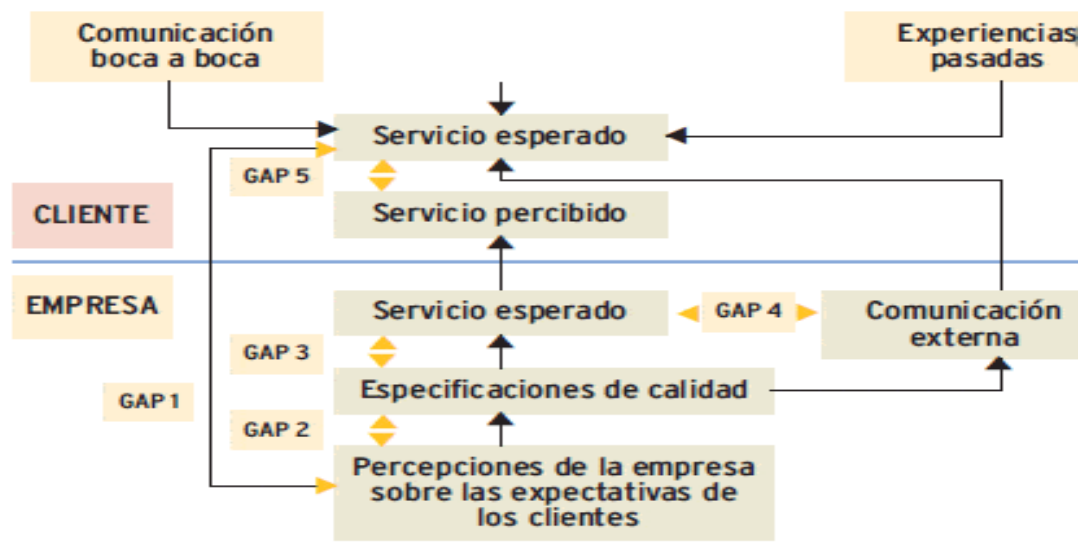 Comunicación
boca a boca
Experiencias
pasadas
Servicio esperado
GAP 5
CLIENTE
Servicio percibido
EMPRESA
Servicio esperado
GAP 4
Comunicación
externa
GAP 3
Especificaciones de calidad
GAP 1
GAP 2
Percepciones de la empresa
sobre las expectativas de
los clientes